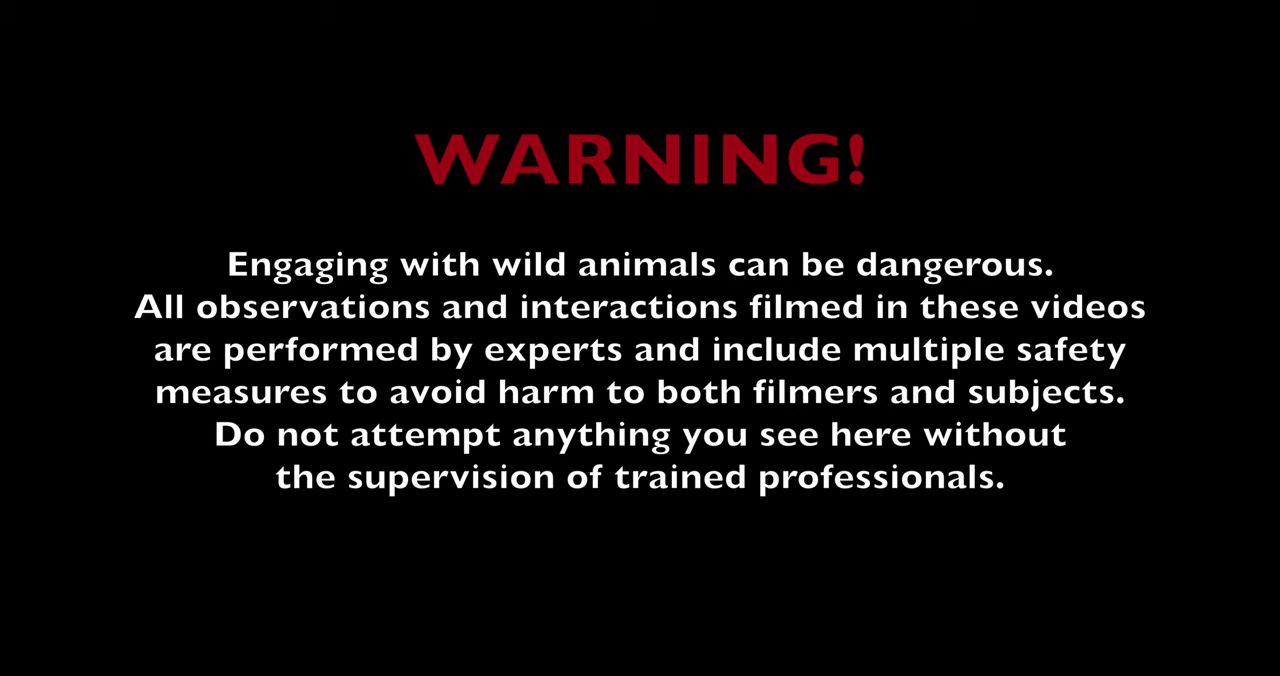 WARNING!
Engaging with wild animals can be dangerous.
All observations and interactions filmed in these videos
are performed by experts and include multiple safety
measures to avoid harm to both filmers and subjects.
Do not attempt anything you see here without
the supervision of trained professionals.